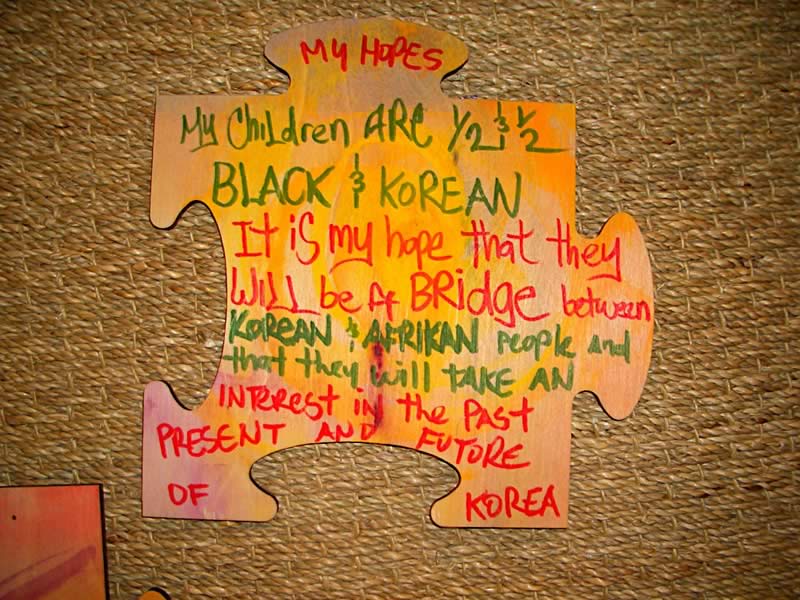 MY HOPES
My Children ARE 1/2 & 1/2
BLACK & KOREAN
It is my hope that they
WILL be A BRIdgE between
KOREAN & AFRIKAN people and
that they will TAKE AN
INTEREst in the PAST
PRESENT AND FUTURE
OF KOREA